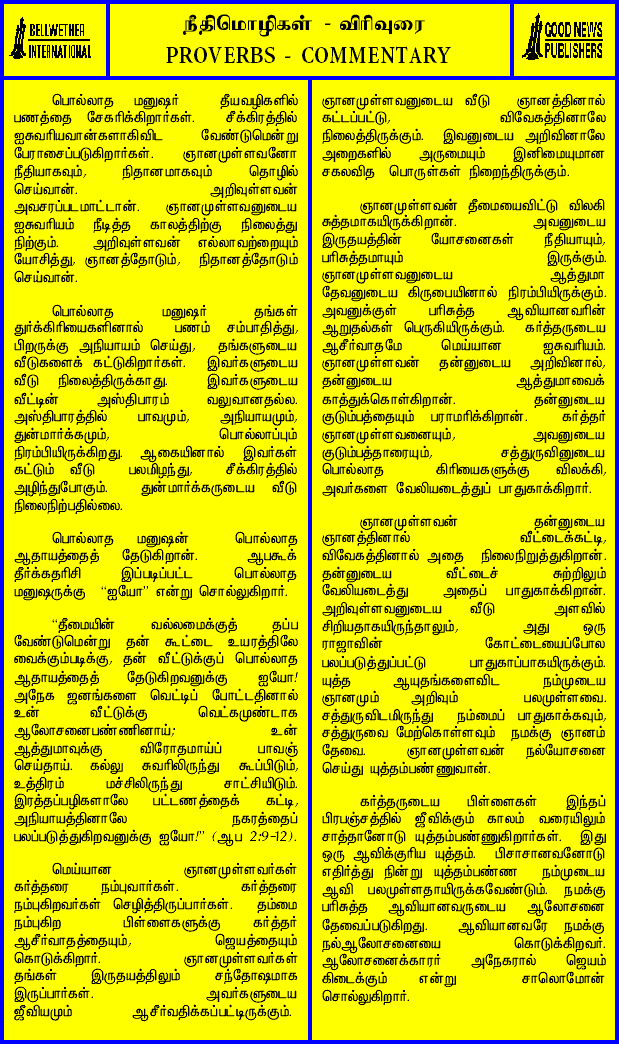 BELLWETHER
INTERNATIONAL
நீதிமொழிகள் - விரிவுரை
PROVERBS - COMMENTARY
GOOD NEWS
PUBLISHERS
பொல்லாத மனுஷர் தீயவழிகளில்
பணத்தை சேகரிக்கிறார்கள். சீக்கிரத்தில்
ஐசுவரியவான்களாகிவிட வேண்டுமென்று
பேராசைப்படுகிறார்கள். ஞானமுள்ளவனோ
நீதியாகவும், நிதானமாகவும் தொழில்
செய்வான். அறிவுள்ளவன்
அவசரப்படமாட்டான். ஞானமுள்ளவனுடைய
ஐசுவரியம் நீடித்த காலத்திற்கு நிலைத்து
நிற்கும். அறிவுள்ளவன் எல்லாவற்றையும்
யோசித்து, ஞானத்தோடும், நிதானத்தோடும்
செய்வான்.
பொல்லாத மனுஷர் தங்கள்
துர்க்கிரியைகளினால் பணம் சம்பாதித்து,
பிறருக்கு அநியாயம் செய்து, தங்களுடைய
வீடுகளைக் கட்டுகிறார்கள். இவர்களுடைய
வீடு நிலைத்திருக்காது. இவர்களுடைய
வீட்டின் அஸ்திபாரம் வலுவானதல்ல.
அஸ்திபாரத்தில் பாவமும், அநியாயமும்,
துன்மார்க்கமும், பொல்லாப்பும்
நிரம்பியிருக்கிறது. ஆகையினால் இவர்கள்
கட்டும் வீடு பலமிழந்து, சீக்கிரத்தில்
அழிந்துபோகும். துன்மார்க்கருடைய வீடு
நிலைநிற்பதில்லை.
பொல்லாத மனுஷன் பொல்லாத
ஆதாயத்தைத் தேடுகிறான். ஆபகூக்
தீர்க்கதரிசி இப்படிப்பட்ட பொல்லாத
மனுஷருக்கு "ஐயோ" என்று சொல்லுகிறார்.
"தீமையின் வல்லமைக்குத் தப்ப
வேண்டுமென்று தன் கூட்டை உயரத்திலே
வைக்கும்படிக்கு, தன் வீட்டுக்குப் பொல்லாத
ஆதாயத்தைத் தேடுகிறவனுக்கு ஐயோ!
அநேக ஜனங்களை வெட்டிப் போட்டதினால்
உன் வீட்டுக்கு வெட்கமுண்டாக
ஆலோசனைபண்ணினாய்; உன்
ஆத்துமாவுக்கு விரோதமாய்ப் பாவஞ்
செய்தாய். கல்லு சுவரிலிருந்து கூப்பிடும்,
உத்திரம் மச்சிலிருந்து சாட்சியிடும்.
இரத்தப்பழிகளாலே பட்டணத்தைக் கட்டி,
அநியாயத்தினாலே நகரத்தைப்
பலப்படுத்துகிறவனுக்கு ஐயோ!" (ஆப 2:9-12).
மெய்யான ஞானமுள்ளவர்கள்
கர்த்தரை நம்புவார்கள். கர்த்தரை
நம்புகிறவர்கள் செழித்திருப்பார்கள். தம்மை
நம்புகிற பிள்ளைகளுக்கு கர்த்தர்
ஆசீர்வாதத்தையும், ஜெயத்தையும்
கொடுக்கிறார். ஞானமுள்ளவர்கள்
தங்கள் இருதயத்திலும் சந்தோஷமாக
இருப்பார்கள். அவர்களுடைய
ஜீவியமும் ஆசீர்வதிக்கப்பட்டிருக்கும்.
ஞானமுள்ளவனுடைய வீடு ஞானத்தினால்
கட்டப்பட்டு, விவேகத்தினாலே
நிலைத்திருக்கும். இவனுடைய அறிவினாலே
அறைகளில் அருமையும் இனிமையுமான
சகலவித பொருள்கள் நிறைந்திருக்கும்.
ஞானமுள்ளவன் தீமையைவிட்டு விலகி
சுத்தமாகயிருக்கிறான். அவனுடைய
இருதயத்தின் யோசனைகள் நீதியாயும்,
பரிசுத்தமாயும் இருக்கும்.
ஞானமுள்ளவனுடைய ஆத்துமா
தேவனுடைய கிருபையினால் நிரம்பியிருக்கும்.
அவனுக்குள் பரிசுத்த ஆவியானவரின்
ஆறுதல்கள் பெருகியிருக்கும். கர்த்தருடைய
ஆசீர்வாதமே மெய்யான ஐசுவரியம்.
ஞானமுள்ளவன் தன்னுடைய அறிவினால்,
தன்னுடைய ஆத்துமாவைக்
காத்துக்கொள்கிறான். தன்னுடைய
குடும்பத்தையும் பராமரிக்கிறான். கர்த்தர்
ஞானமுள்ளவனையும், அவனுடைய
குடும்பத்தாரையும், சத்துருவினுடைய
பொல்லாத கிரியைகளுக்கு விலக்கி,
அவர்களை வேலியடைத்துப் பாதுகாக்கிறார்.
ஞானமுள்ளவன் தன்னுடைய
ஞானத்தினால் வீட்டைக்கட்டி,
விவேகத்தினால் அதை நிலைநிறுத்துகிறான்.
தன்னுடைய வீட்டைச் சுற்றிலும்
வேலியடைத்து அதைப் பாதுகாக்கிறான்.
அறிவுள்ளவனுடைய வீடு அளவில்
சிறியதாகயிருந்தாலும், அது ஒரு
ராஜாவின் கோட்டையைப்போல
பலப்படுத்துப்பட்டு பாதுகாப்பாகயிருக்கும்.
யுத்த ஆயுதங்களைவிட நம்முடைய
ஞானமும் அறிவும் பலமுள்ளவை.
சத்துருவிடமிருந்து நம்மைப் பாதுகாக்கவும்,
சத்துருவை மேற்கொள்ளவும் நமக்கு ஞானம்
தேவை. ஞானமுள்ளவன் நல்யோசனை
செய்து யுத்தம்பண்ணுவான்.
கர்த்தருடைய பிள்ளைகள் இந்தப்
பிரபஞ்சத்தில் ஜீவிக்கும் காலம் வரையிலும்
சாத்தானோடு யுத்தம்பண்ணுகிறார்கள். இது
ஒரு ஆவிக்குரிய யுத்தம். பிசாசானவனோடு
எதிர்த்து நின்று யுத்தம்பண்ண நம்முடைய
ஆவி பலமுள்ளதாயிருக்கவேண்டும். நமக்கு
பரிசுத்த ஆவியானவருடைய ஆலோசனை
தேவைப்படுகிறது. ஆவியானவரே நமக்கு
நல்ஆலோசனையை கொடுக்கிறவர்.
ஆலோசனைக்காரர் அநேகரால் ஜெயம்
கிடைக்கும் என்று சாலொமோன்
சொல்லுகிறார்.